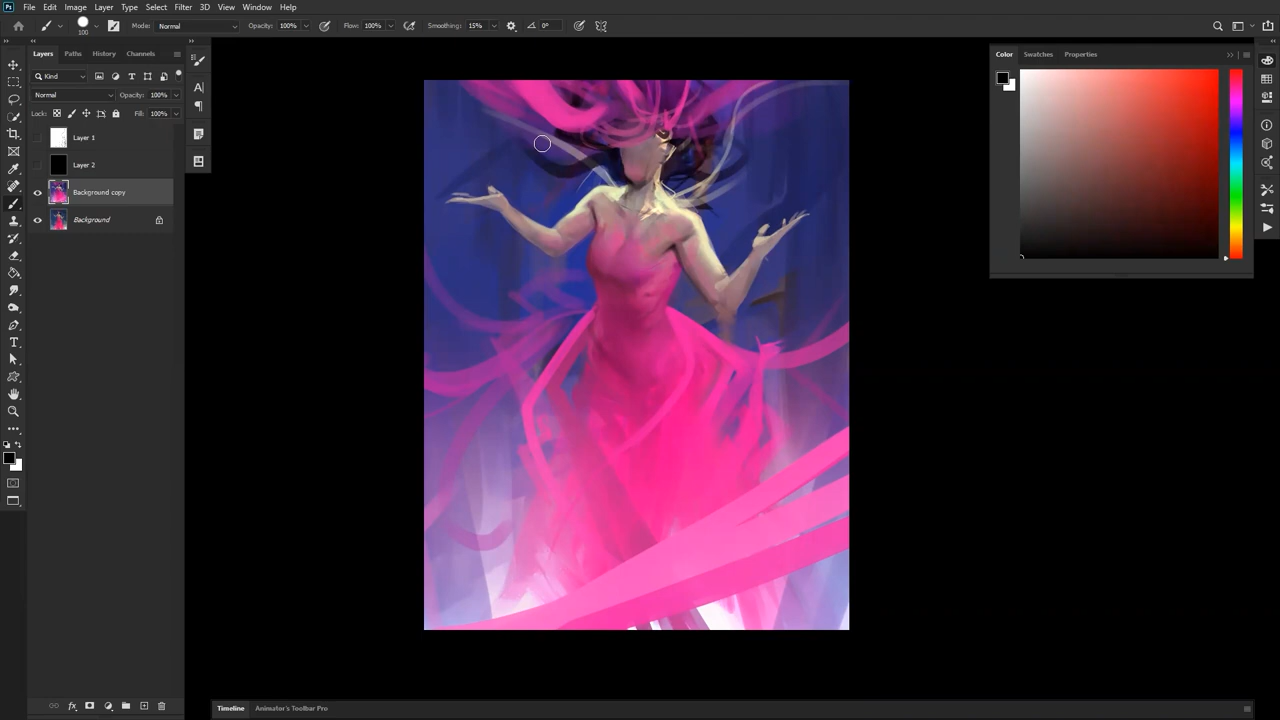 Ps File Edit Image Layer Type Select Filter 3D View Window Help
100 Mode: Normal Opacity: 100% Flow: 100% Smoothing: 15% 0°
Layers Paths History Channels
Kind
Normal Opacity: 100%
Lock: Fill: 100%
Layer 1
Layer 2
Background copy
Background
Color Swatches Properties
Timeline Animator's Toolbar Pro